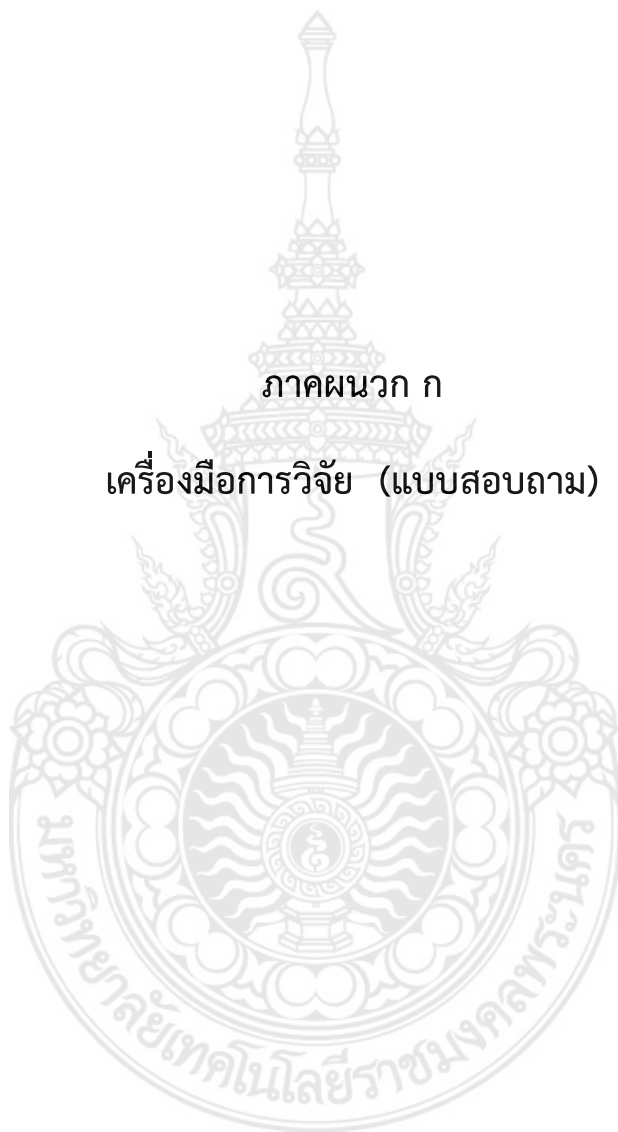 ภาคผนวก ก
เครื่องมือการวิจัย (แบบสอบถาม)
มหาวิทยาลัยเทคโนโลยีราชมงคลพระนคร